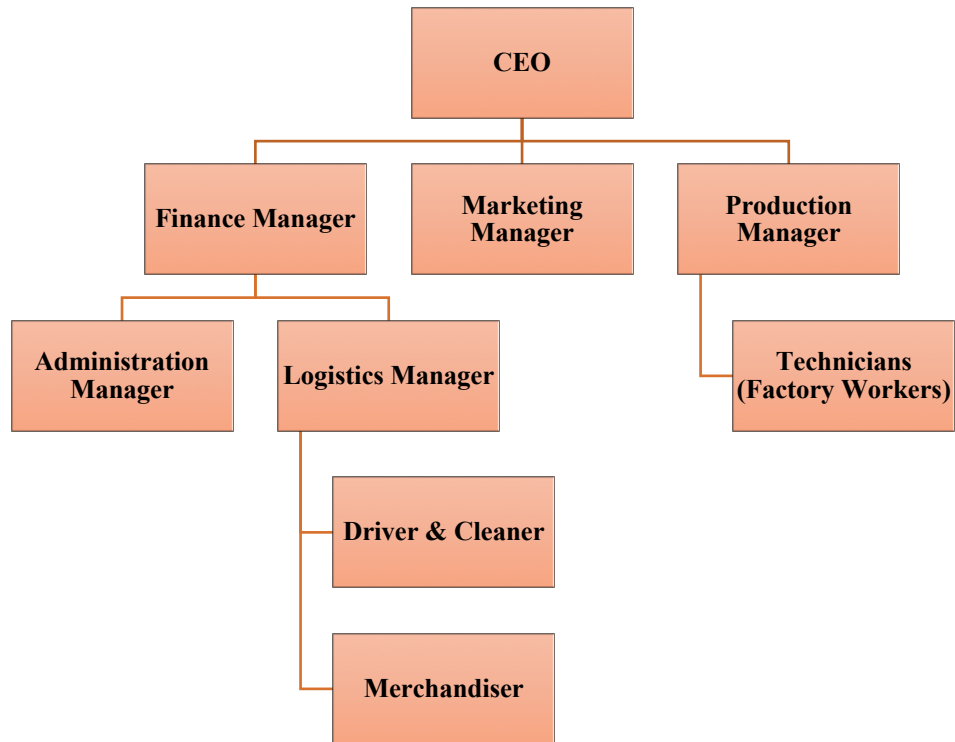 CEO
Finance Manager
Marketing
Manager
Production
Manager
Administration
Manager
Logistics Manager
Technicians
(Factory Workers)
Driver & Cleaner
Merchandiser